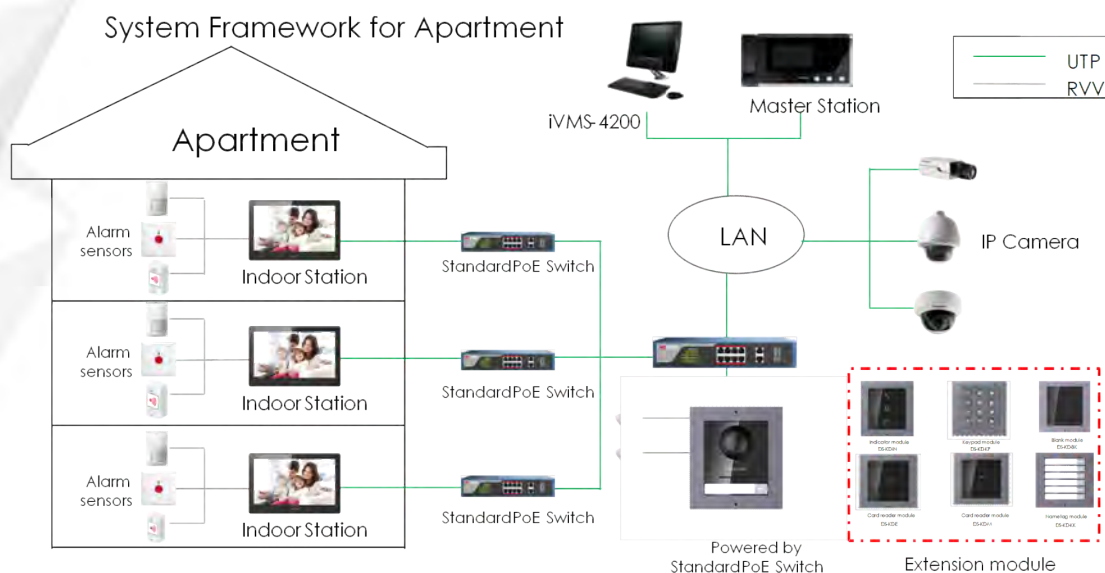 System Framework for Apartment
UTP
RVV
iVMS-4200
Master Station
Apartment
LAN
IP Camera
Alarm
sensors
Indoor Station
StandardPoE Switch
Alarm
sensors
Indoor Station
StandardPoE Switch
Alarm
sensors
Indoor Station
StandardPoE Switch
Indicator module
Keypad module
Blank module
Card reader module
Card reader module
Nametag module
Powered by
StandardPoE Switch
Extension module